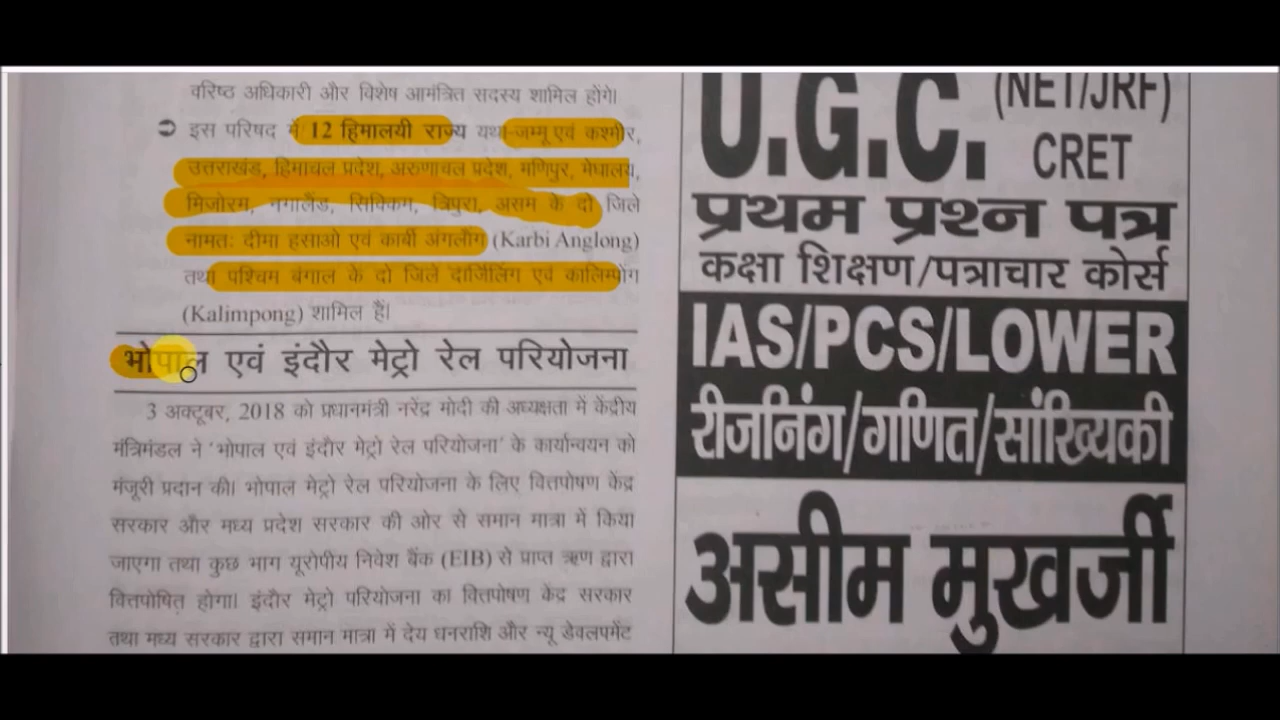 वरिष्ठ अधिकारी और विशेष आमंत्रित सदस्य शामिल होंगे।
इस परिषद में 12 हिमालयी राज्य यथा-जम्मू एवं कश्मीर,
उत्तराखंड, हिमाचल प्रदेश, अरुणाचल प्रदेश, मणिपुर, मेघालय,
मिजोरम, नगालैंड, सिक्किम, त्रिपुरा, असम के दो जिले
नामतः दीमा हसाओ एवं कार्बी अंगलौंग (Karbi Anglong)
तथा पश्चिम बंगाल के दो जिले दार्जिलिंग एवं कालिम्पोंग
(Kalimpong) शामिल हैं।
भोपाल एवं इंदौर मेट्रो रेल परियोजना
3 अक्टूबर, 2018 को प्रधानमंत्री नरेंद्र मोदी की अध्यक्षता में केंद्रीय
मंत्रिमंडल ने 'भोपाल एवं इंदौर मेट्रो रेल परियोजना' के कार्यान्वयन को
मंजूरी प्रदान की। भोपाल मेट्रो रेल परियोजना के लिए वित्तपोषण केंद्र
सरकार और मध्य प्रदेश सरकार की ओर से समान मात्रा में किया
जाएगा तथा कुछ भाग यूरोपीय निवेश बैंक (EIB) से प्राप्त ऋण द्वारा
वित्तपोषित होगा। इंदौर मेट्रो परियोजना का वित्तपोषण केंद्र सरकार
तथा मध्य सरकार द्वारा समान मात्रा में देय धनराशि और न्यू डेवलपमेंट
U.G.C. (NET/JRF)
CRET
प्रथम प्रश्न पत्र
कक्षा शिक्षण/पत्राचार कोर्स
IAS/PCS/LOWER
रीजनिंग/गणित/सांख्यिकी
असीम मुखर्जी